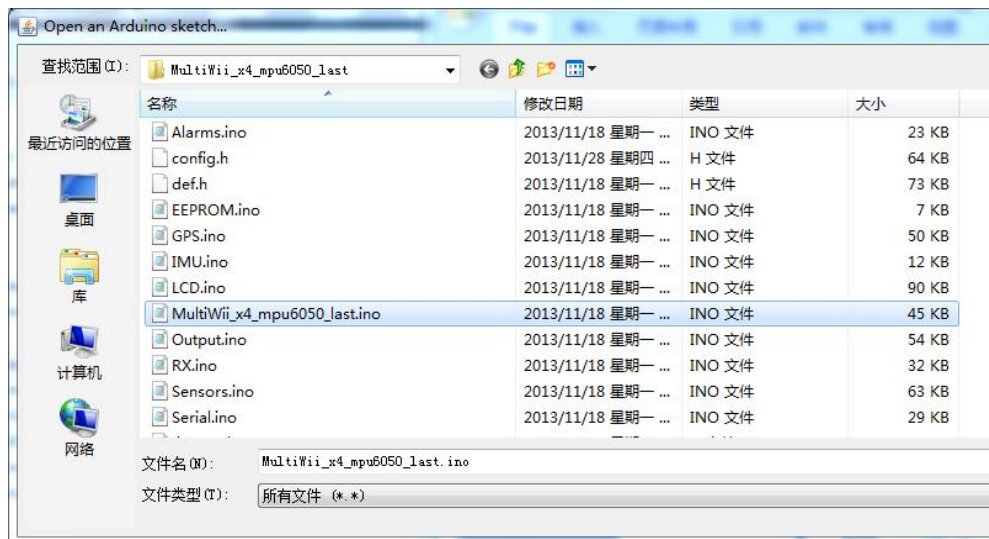 Open an Arduino sketch...
查找范围(I): MultiWii_x4_mpu6050_last
名称 修改日期 类型 大小
Alarms.ino 2013/11/18 星期一 ... INO 文件 23 KB
config.h 2013/11/28 星期四 ... H 文件 64 KB
def.h 2013/11/18 星期一 ... H 文件 73 KB
EEPROM.ino 2013/11/18 星期一 ... INO 文件 7 KB
GPS.ino 2013/11/18 星期一 ... INO 文件 50 KB
IMU.ino 2013/11/18 星期一 ... INO 文件 12 KB
LCD.ino 2013/11/18 星期一 ... INO 文件 90 KB
MultiWii_x4_mpu6050_last.ino 2013/11/18 星期一 ... INO 文件 45 KB
Output.ino 2013/11/18 星期一 ... INO 文件 54 KB
RX.ino 2013/11/18 星期一 ... INO 文件 32 KB
Sensors.ino 2013/11/18 星期一 ... INO 文件 63 KB
Serial.ino 2013/11/18 星期一 ... INO 文件 29 KB
最近访问的位置
桌面
库
计算机
网络
文件名(N): MultiWii_x4_mpu6050_last.ino
文件类型(T): 所有文件 (*.*)